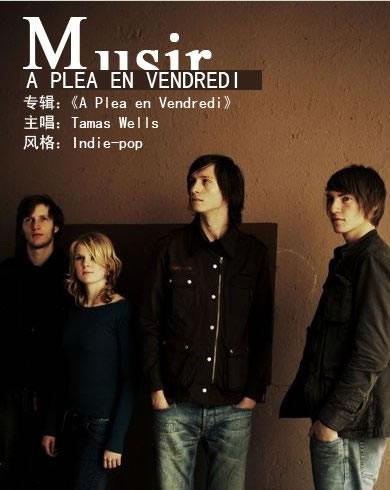 Musir
A PLEA EN VENDREDI
专辑:《A Plea en Vendredi》
主唱: Tamas Wells
风格: Indie-pop